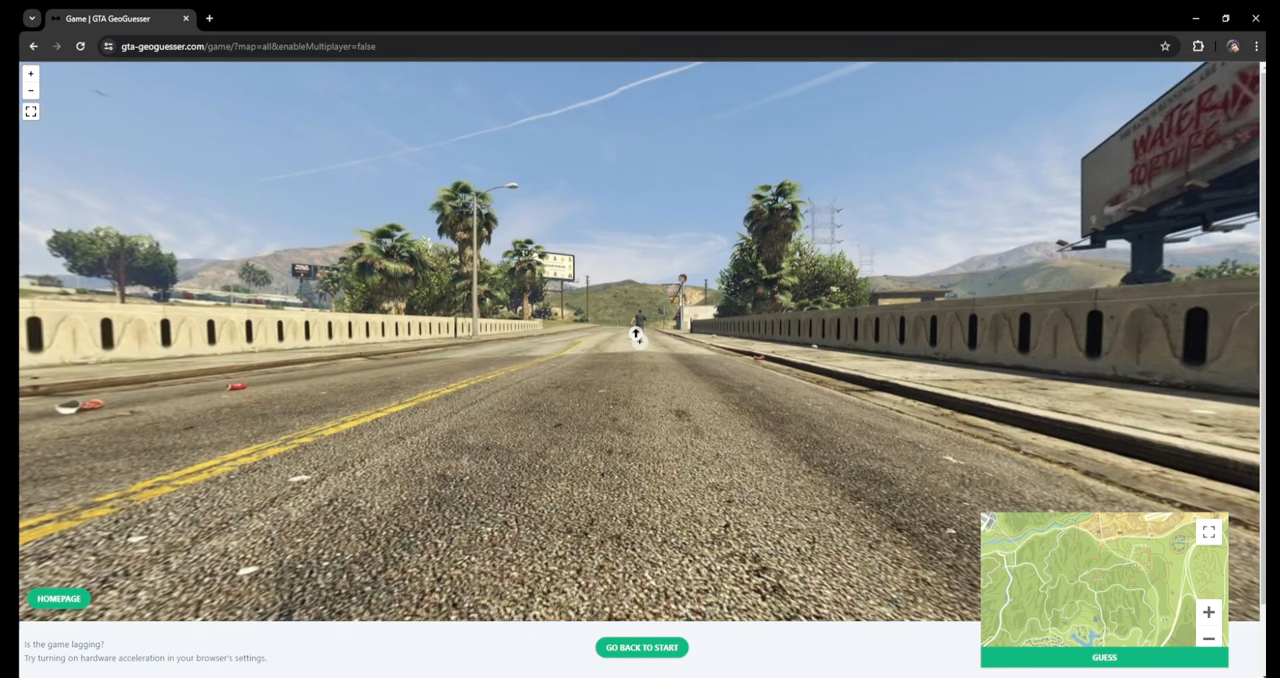 Game | GTA GeoGuesser
gta-geoguesser.com/game/?map=all&enableMultiplayer=false
WATER IX
TORTURE
HOMEPAGE
Is the game lagging?
Try turning on hardware acceleration in your browser's settings.
GO BACK TO START
GUESS